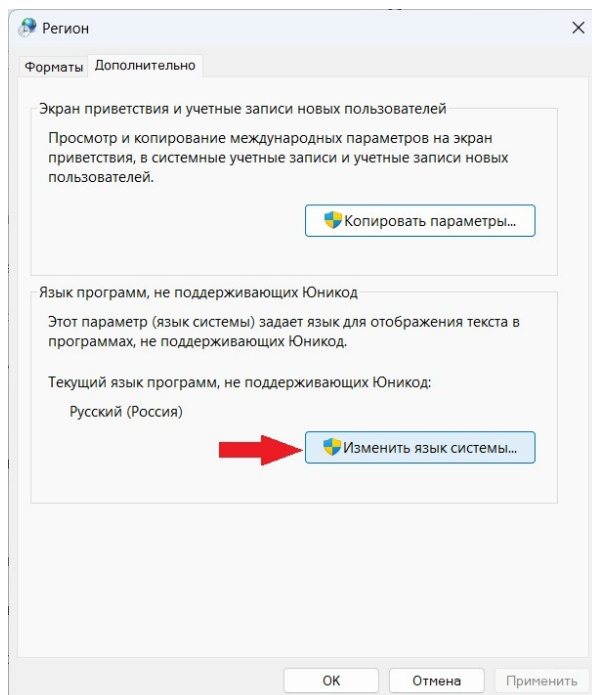 Регион
Форматы
Дополнительно
Экран приветствия и учетные записи новых пользователей
Просмотр и копирование международных параметров на экран
приветствия, в системные учетные записи и учетные записи новых
пользователей.
Копировать параметры...
Язык программ, не поддерживающих Юникод
Этот параметр (язык системы) задает язык для отображения текста в
программах, не поддерживающих Юникод.
Текущий язык программ, не поддерживающих Юникод:
Русский (Россия)
Изменить язык системы...
ОК
Отмена
Применить